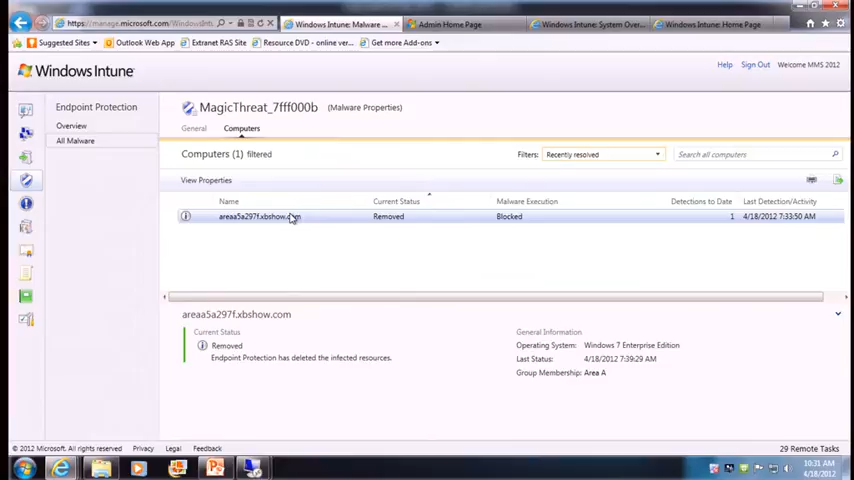 https://manage.microsoft.com/WindowsInt
Windows Intune: Malware ...
Admin Home Page
Windows Intune: System Over...
Windows Intune: Home Page
Suggested Sites
Outlook Web App
Extranet RAS Site
Resource DVD - online ver...
Get more Add-ons
Windows Intune
Help
Sign Out
Welcome MMS 2012
Endpoint Protection
Overview
All Malware
MagicThreat_7fff000b
(Malware Properties)
General
Computers
Computers (1) filtered
Filters:
Recently resolved
Search all computers
View Properties
Name
Current Status
Malware Execution
Detections to Date
Last Detection/Activity
areaa5a297f.xbshow.com
Removed
Blocked
1
4/18/2012 7:33:50 AM
areaa5a297f.xbshow.com
Current Status
Removed
Endpoint Protection has deleted the infected resources.
General Information
Operating System: Windows 7 Enterprise Edition
Last Status: 4/18/2012 7:39:29 AM
Group Membership: Area A
© 2012 Microsoft. All rights reserved
Privacy
Legal
Feedback
29 Remote Tasks
10:31 AM
4/18/2012